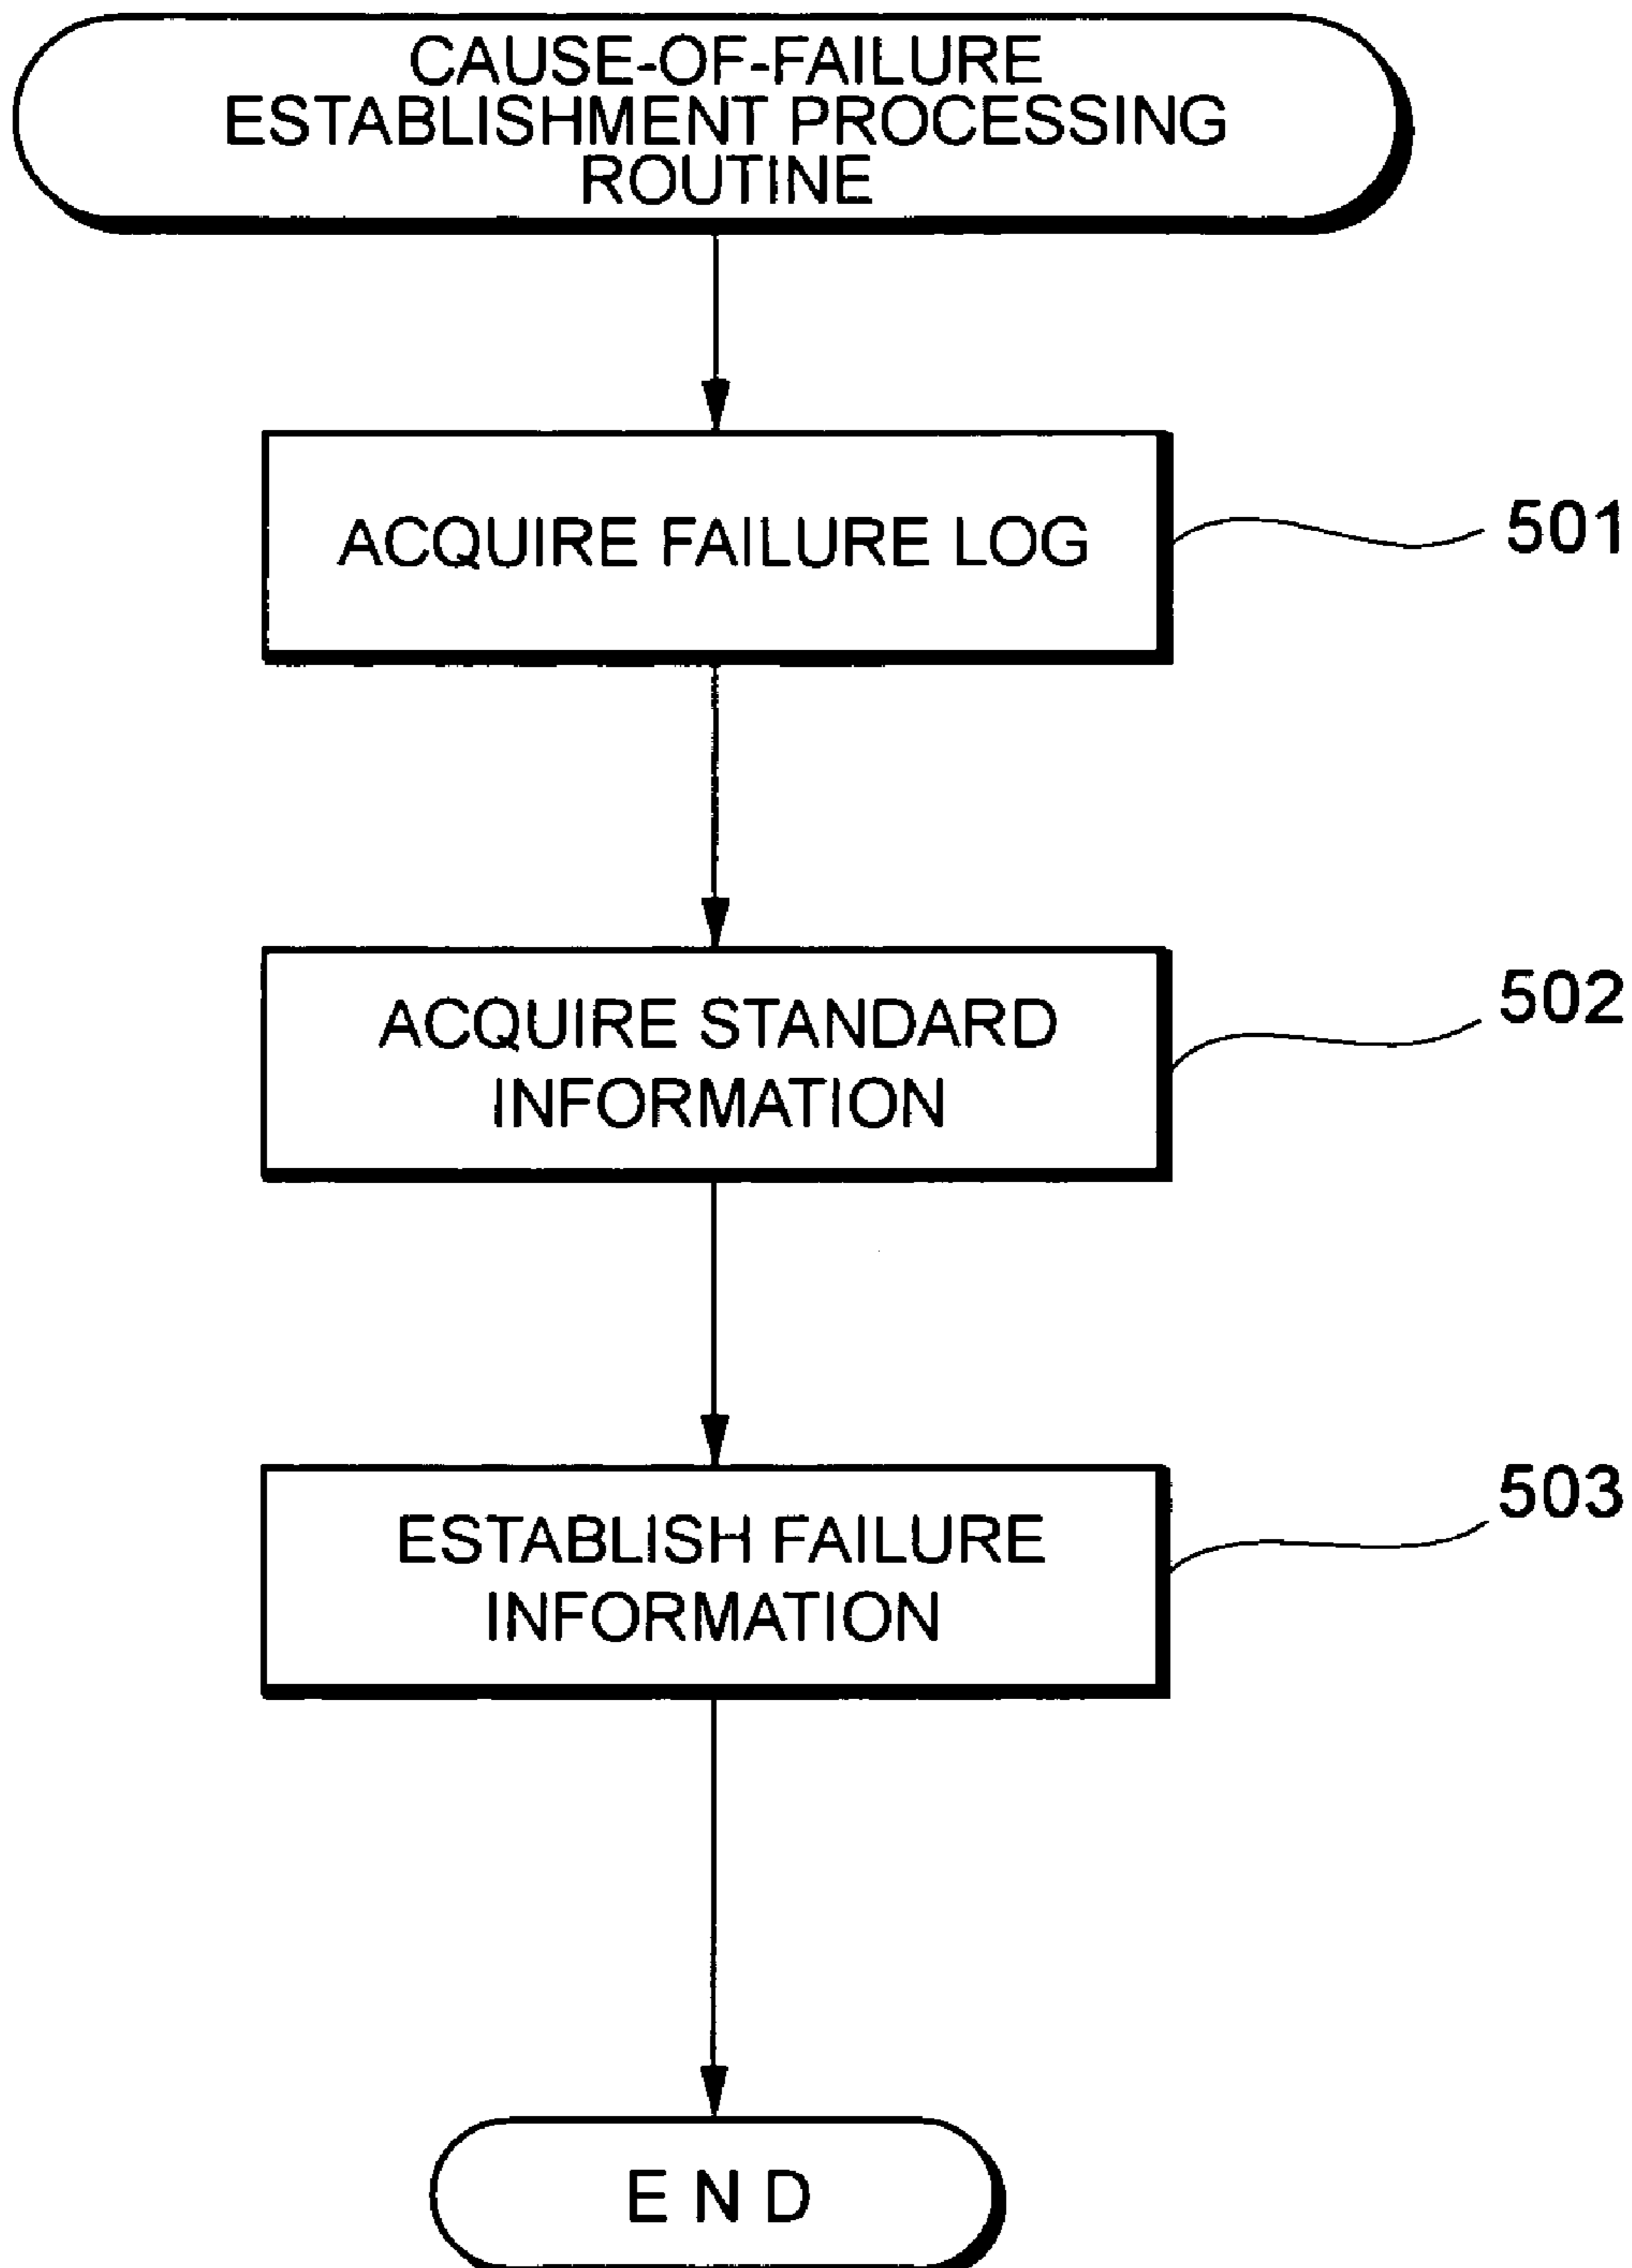 CAUSE-OF-FAILURE
ESTABLISHMENT PROCESSING
ROUTINE
ACQUIRE FAILURE LOG
501
ACQUIRE STANDARD
INFORMATION
502
ESTABLISH FAILURE
INFORMATION
503
END